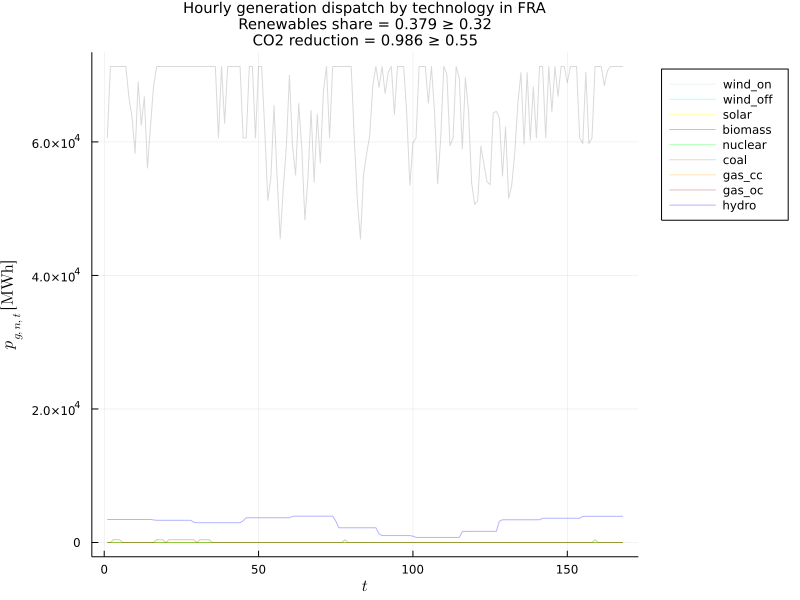 Hourly generation dispatch by technology in FRA
Renewables share = 0.379 ≥ 0.32
CO2 reduction = 0.986 ≥ 0.55
wind_on
wind_off
solar
biomass
nuclear
coal
gas_cc
gas_oc
hydro
6.0×10⁴
4.0×10⁴
2.0×10⁴
0
p g,n,t [MWh]
0 50 100 150
t